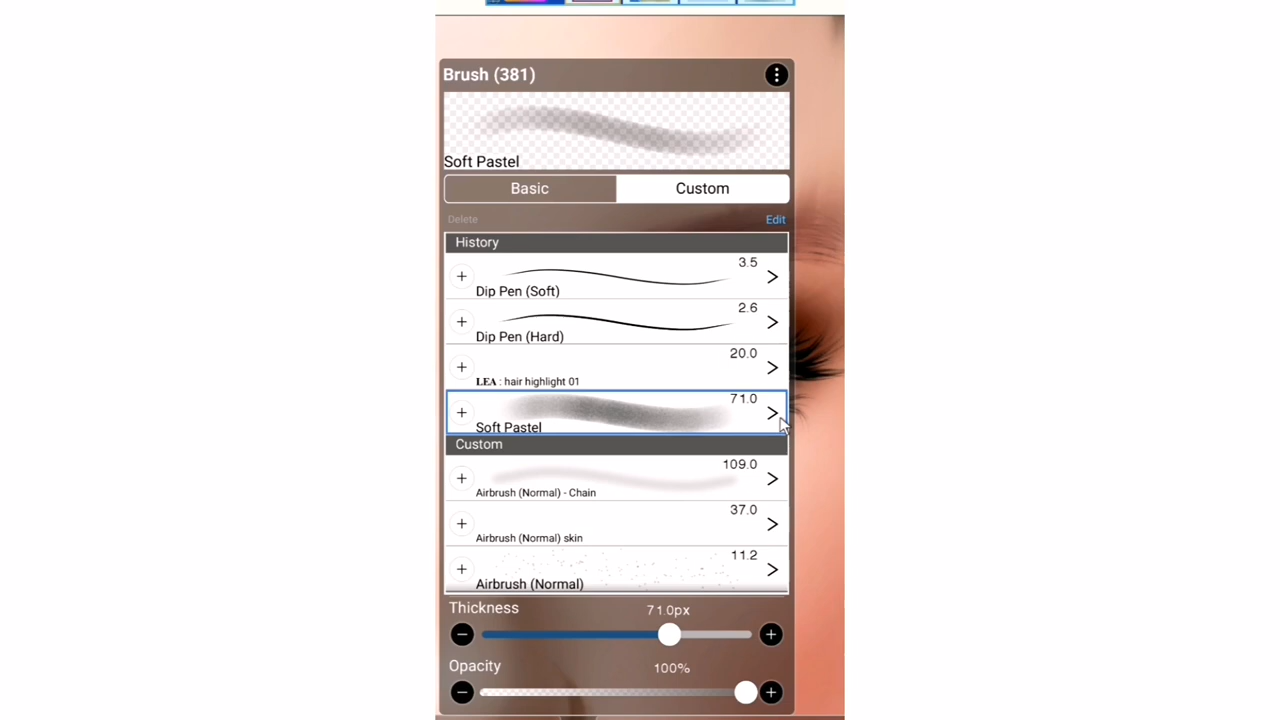 Brush (381)
Soft Pastel
Basic
Custom
Delete
Edit
History
3.5
Dip Pen (Soft)
2.6
Dip Pen (Hard)
20.0
LEA : hair highlight 01
71.0
Soft Pastel
Custom
109.0
Airbrush (Normal) - Chain
37.0
Airbrush (Normal) skin
11.2
Airbrush (Normal)
Thickness
71.0px
Opacity
100%